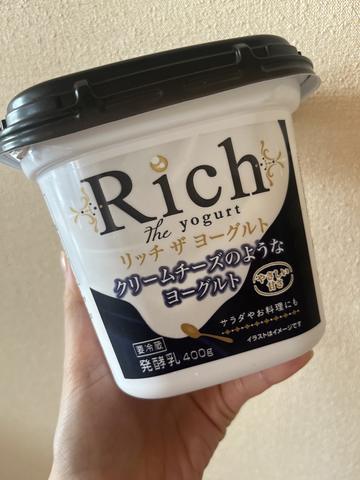 Rich
The yogurt
リッチ ザ ヨーグルト
クリームチーズのような
ヨーグルト
やさしい
甘さ
サラダやお料理にも
イラストはイメージです
要冷蔵
発酵乳 400g